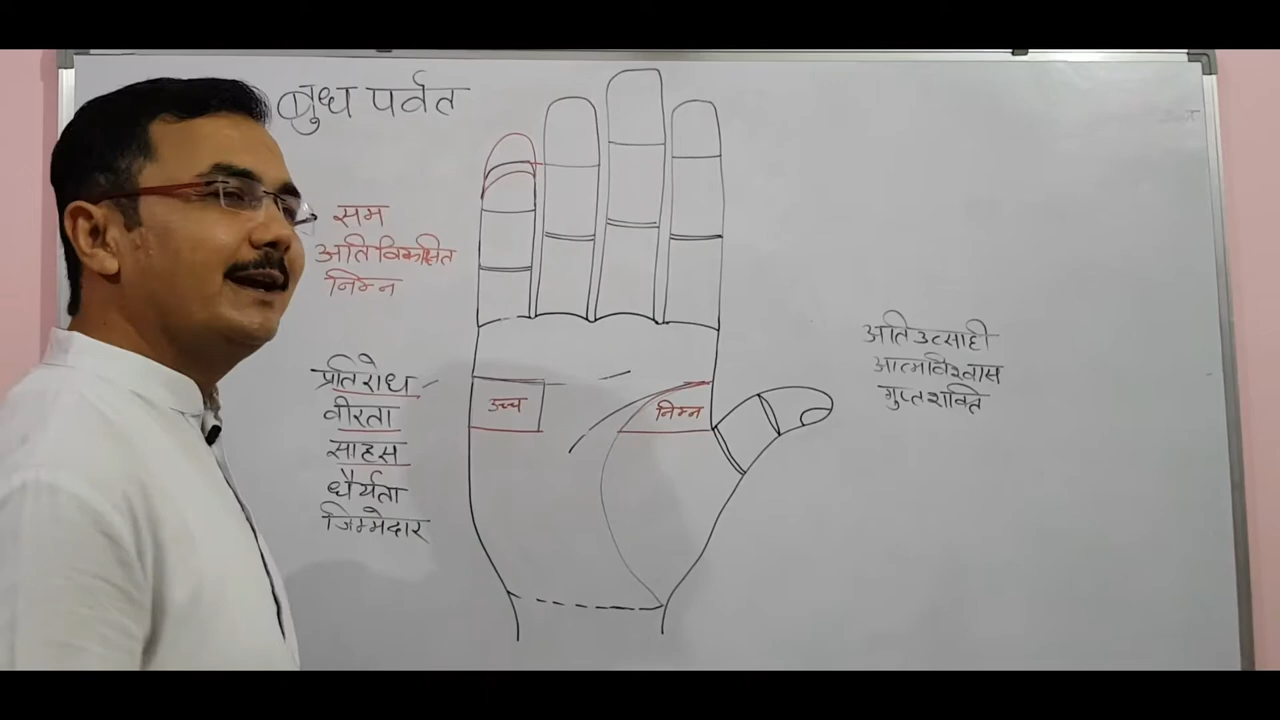 बुध पर्वत
सम
अतिविकसित
निम्न
प्रतिरोध
वीरता
साहस
धैर्यता
जिम्मेदार
उच्च
निम्न
अतिउत्साही
आत्मविश्वास
गुप्तशक्ति